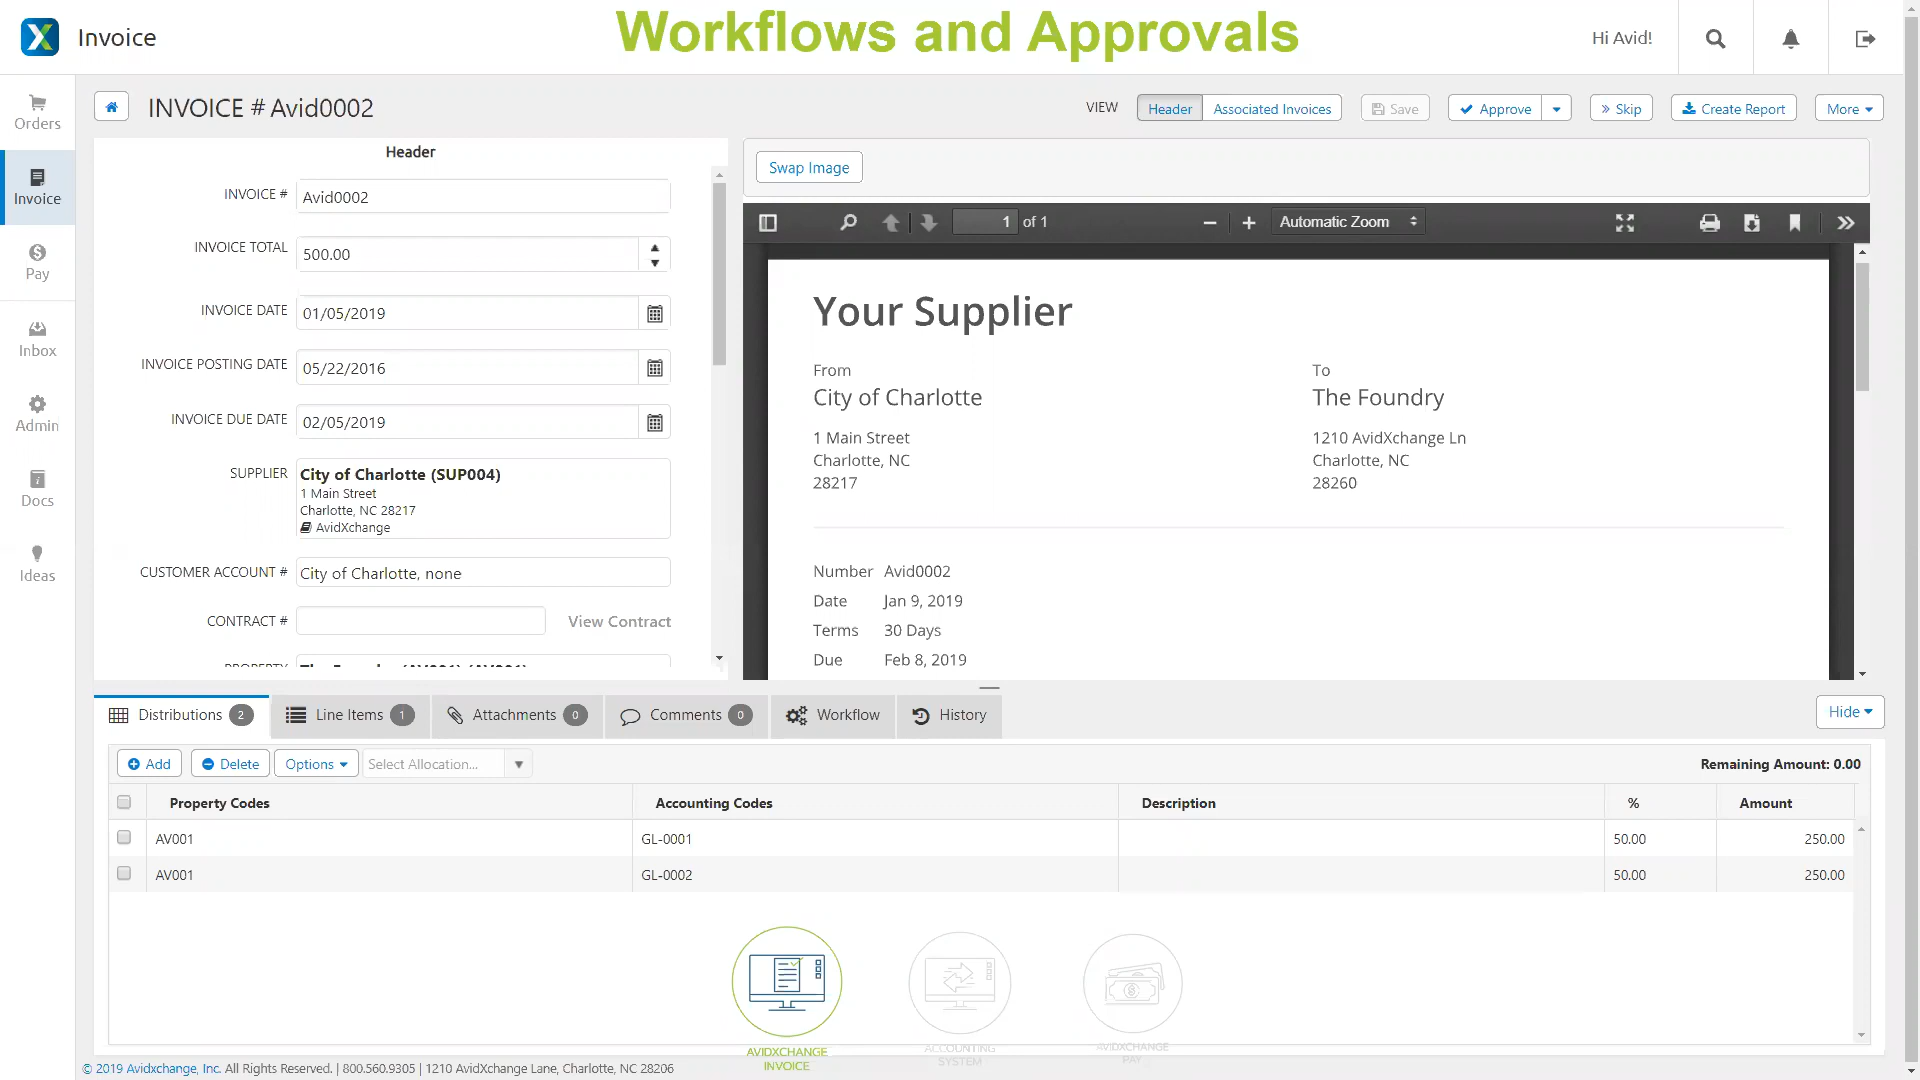 Invoice
Workflows and Approvals
Hi Avid!
Orders
Invoice
Pay
Inbox
Admin
Docs
Ideas
INVOICE # Avid0002
VIEW Header Associated Invoices Save Approve Skip Create Report More
Header
INVOICE # Avid0002
INVOICE TOTAL 500.00
INVOICE DATE 01/05/2019
INVOICE POSTING DATE 05/22/2016
INVOICE DUE DATE 02/05/2019
SUPPLIER City of Charlotte (SUP004)
1 Main Street
Charlotte, NC 28217
AvidXchange
CUSTOMER ACCOUNT # City of Charlotte, none
CONTRACT # View Contract
Swap Image
1 of 1 Automatic Zoom
Your Supplier
From To
City of Charlotte The Foundry
1 Main Street 1210 AvidXchange Ln
Charlotte, NC Charlotte, NC
28217 28260
Number Avid0002
Date Jan 9, 2019
Terms 30 Days
Due Feb 8, 2019
Distributions 2 Line Items 1 Attachments 0 Comments 0 Workflow History Hide
Add Delete Options Select Allocation... Remaining Amount: 0.00
Property Codes Accounting Codes Description % Amount
AV001 GL-0001 50.00 250.00
AV001 GL-0002 50.00 250.00
AVIDXCHANGE INVOICE
ACCOUNTING SYSTEM
AVIDXCHANGE PAY
© 2019 Avidxchange, Inc. All Rights Reserved. | 800.560.9305 | 1210 AvidXchange Lane, Charlotte, NC 28206